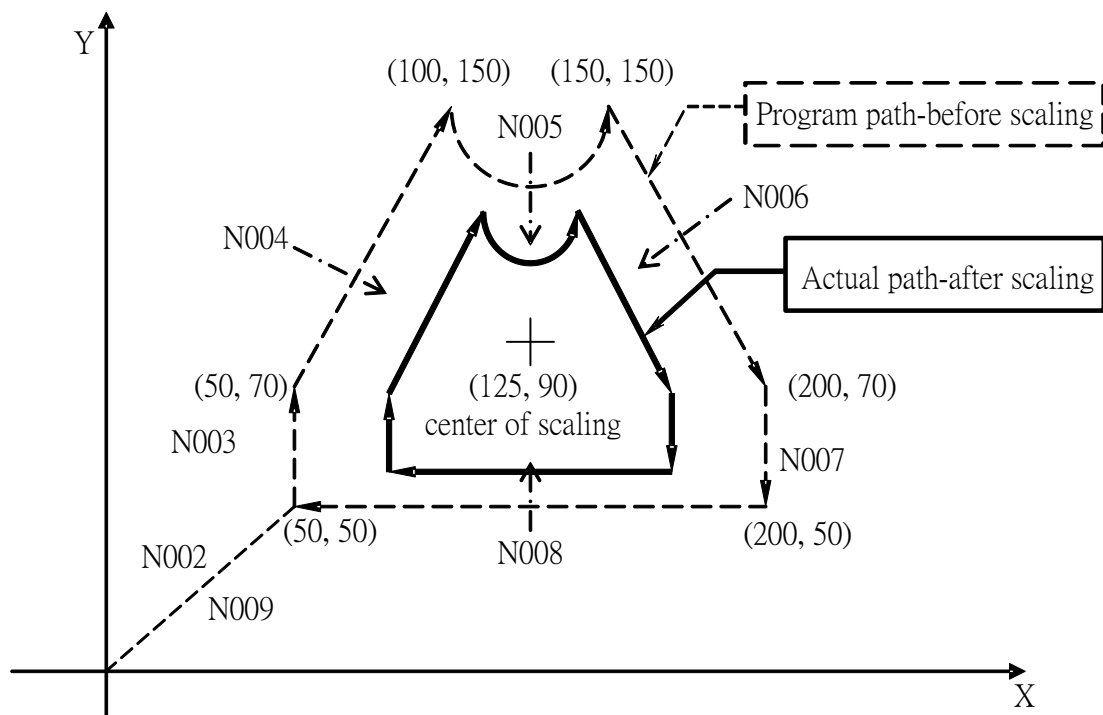 Y
(100, 150)
(150, 150)
Program path-before scaling
N005
N006
N004
Actual path-after scaling
(50, 70)
(125, 90)
center of scaling
(200, 70)
N003
N007
(50, 50)
(200, 50)
N002
N008
N009
X